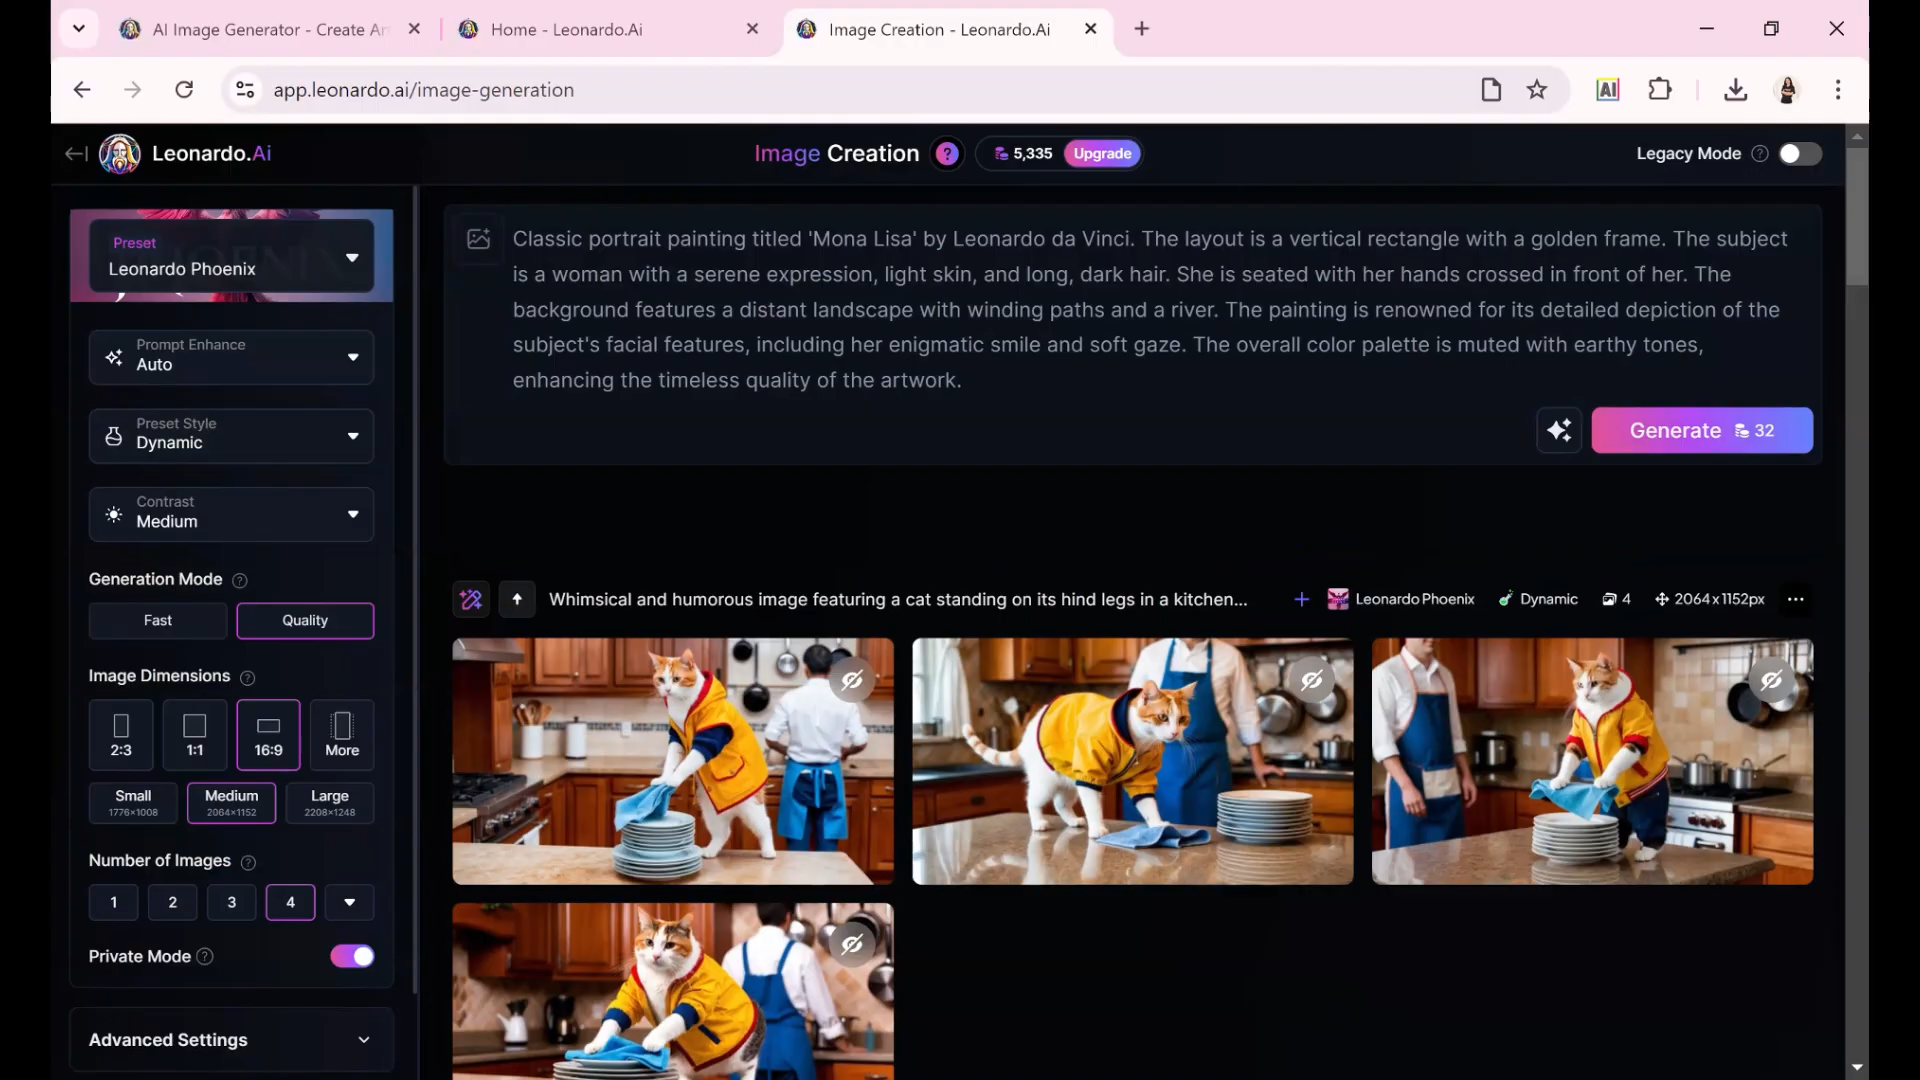 AI Image Generator - Create Ar
Home - Leonardo.Ai
Image Creation - Leonardo.Ai
app.leonardo.ai/image-generation
AI
Leonardo.Ai
Image Creation
?
5,335
Upgrade
Legacy Mode ?
Preset
Leonardo Phoenix
Prompt Enhance
Auto
Preset Style
Dynamic
Contrast
Medium
Generation Mode ?
Fast
Quality
Image Dimensions ?
2:3
1:1
16:9
More
Small
1776×1008
Medium
2064×1152
Large
2208×1248
Number of Images ?
1
2
3
4
Private Mode ?
Advanced Settings
Classic portrait painting titled 'Mona Lisa' by Leonardo da Vinci. The layout is a vertical rectangle with a golden frame. The subject
is a woman with a serene expression, light skin, and long, dark hair. She is seated with her hands crossed in front of her. The
background features a distant landscape with winding paths and a river. The painting is renowned for its detailed depiction of the
subject's facial features, including her enigmatic smile and soft gaze. The overall color palette is muted with earthy tones,
enhancing the timeless quality of the artwork.
Generate 32
Whimsical and humorous image featuring a cat standing on its hind legs in a kitchen...
Leonardo Phoenix
Dynamic
4
2064x1152px